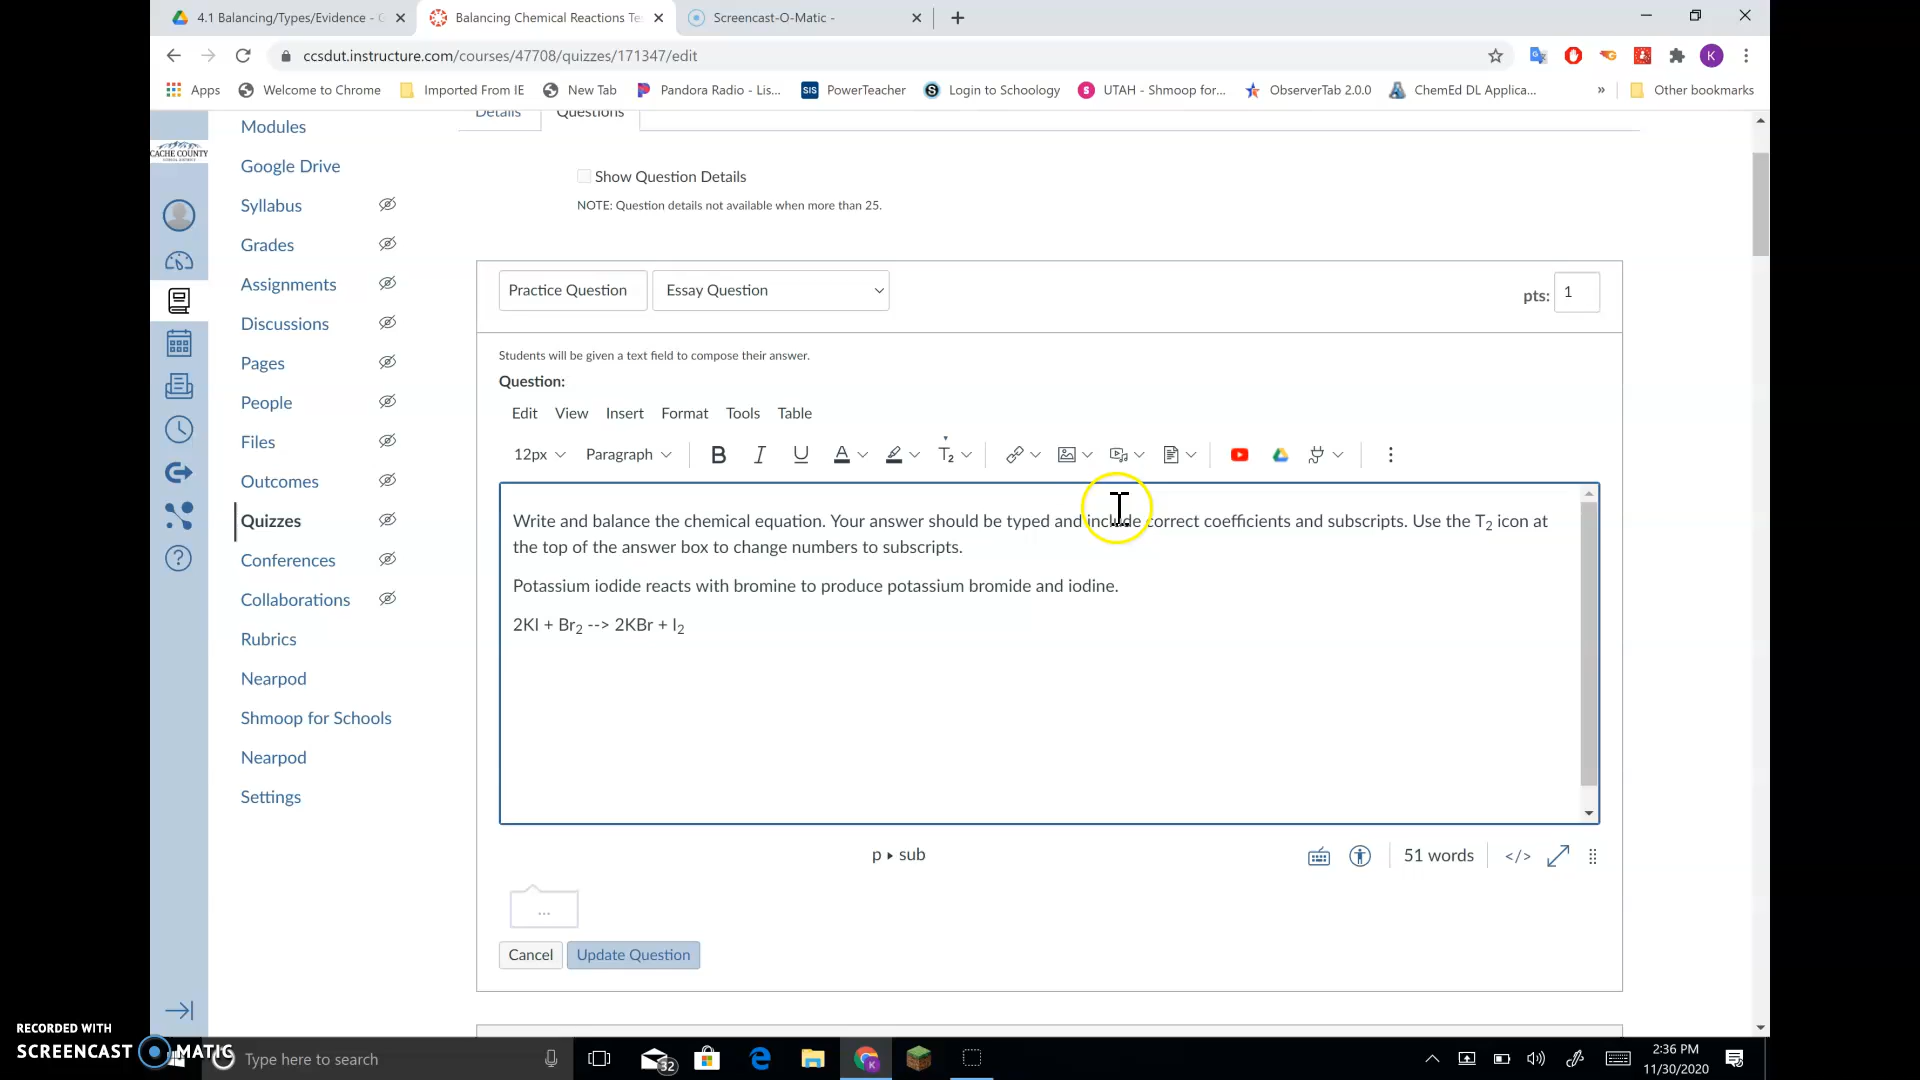 4.1 Balancing/Types/Evidence - G
Balancing Chemical Reactions Te
Screencast-O-Matic -
ccsdut.instructure.com/courses/47708/quizzes/171347/edit
K
Apps
Welcome to Chrome
Imported From IE
New Tab
Pandora Radio - Lis...
SIS
PowerTeacher
Login to Schoology
UTAH - Shmoop for...
ObserverTab 2.0.0
ChemEd DL Applica...
»
Other bookmarks
CACHE COUNTY
Modules
Google Drive
Syllabus
Grades
Assignments
Discussions
Pages
People
Files
Outcomes
Quizzes
Conferences
Collaborations
Rubrics
Nearpod
Shmoop for Schools
Nearpod
Settings
Details
Questions
Show Question Details
NOTE: Question details not available when more than 25.
Practice Question
Essay Question
pts: 1
Students will be given a text field to compose their answer.
Question:
Edit View Insert Format Tools Table
12px Paragraph B I U A T₂
Write and balance the chemical equation. Your answer should be typed and include correct coefficients and subscripts. Use the T₂ icon at
the top of the answer box to change numbers to subscripts.
Potassium iodide reacts with bromine to produce potassium bromide and iodine.
2KI + Br₂ --> 2KBr + I₂
p ▸ sub
51 words </>
...
Cancel Update Question
RECORDED WITH
SCREENCAST MATIC
Type here to search
32
K
2:36 PM
11/30/2020